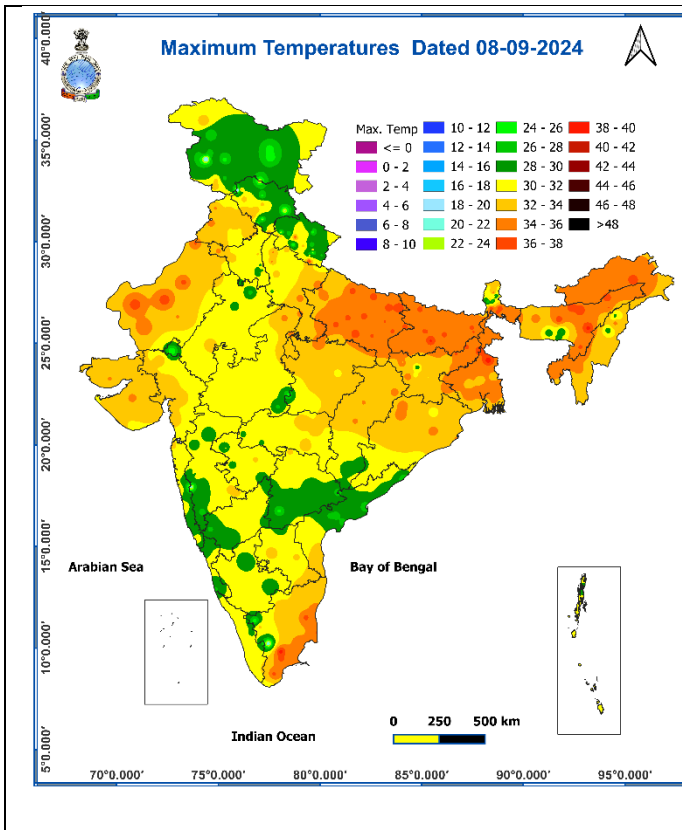 Maximum Temperatures Dated 08-09-2024
Max. Temp
<= 0
0 - 2
2 - 4
4 - 6
6 - 8
8 - 10
10 - 12
12 - 14
14 - 16
16 - 18
18 - 20
20 - 22
22 - 24
24 - 26
26 - 28
28 - 30
30 - 32
32 - 34
34 - 36
36 - 38
38 - 40
40 - 42
42 - 44
44 - 46
46 - 48
>48
40°0.000'
35°0.000'
30°0.000'
25°0.000'
20°0.000'
15°0.000'
10°0.000'
5°0.000'
Arabian Sea
Bay of Bengal
Indian Ocean
0 250 500 km
70°0.000' 75°0.000' 80°0.000' 85°0.000' 90°0.000' 95°0.000'